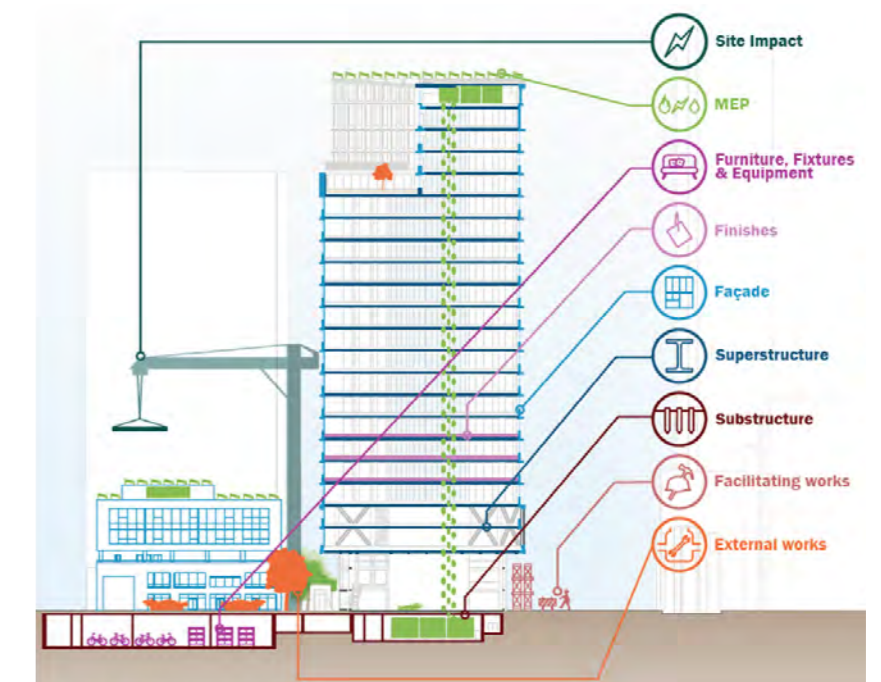 Site Impact
MEP
Furniture, Fixtures
& Equipment
Finishes
Façade
Superstructure
Substructure
Facilitating works
External works